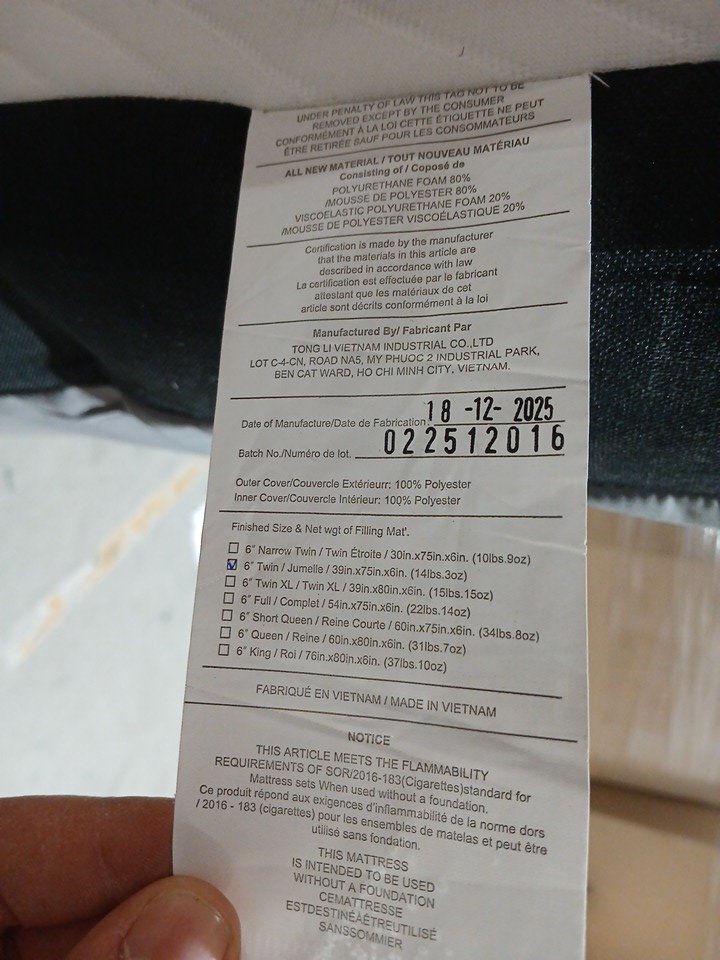 UNDER PENALTY OF LAW THIS TAG NOT TO BE
REMOVED EXCEPT BY THE CONSUMER
CONFORMÉMENT À LA LOI CETTE ÉTIQUETTE NE PEUT
ÊTRE RETIRÉE SAUF POUR LES CONSOMMATEURS
ALL NEW MATERIAL / TOUT NOUVEAU MATÉRIAU
Consisting of / Coposé de
POLYURETHANE FOAM 80%
/MOUSSE DE POLYESTER 80%
VISCOELASTIC POLYURETHANE FOAM 20%
/MOUSSE DE POLYESTER VISCOÉLASTIQUE 20%
Certification is made by the manufacturer
that the materials in this article are
described in accordance with law
La certification est effectuée par le fabricant
attestant que les matériaux de cet
article sont décrits conformément à la loi
Manufactured By/ Fabricant Par
TONG LI VIETNAM INDUSTRIAL CO.,LTD
LOT C-4-CN, ROAD NA5, MY PHUOC 2 INDUSTRIAL PARK,
BEN CAT WARD, HO CHI MINH CITY, VIETNAM.
Date of Manufacture/Date de Fabrication: 18 -12- 2025
Batch No./Numéro de lot. 022512016
Outer Cover/Couvercle Extérieurr: 100% Polyester
Inner Cover/Couvercle Intérieur: 100% Polyester
Finished Size & Net wgt of Filling Mat'.
6" Narrow Twin / Twin Étroite / 30in.x75in.x6in. (10lbs.9oz)
6" Twin / Jumelle / 39in.x75in.x6in. (14lbs.3oz)
6" Twin XL / Twin XL / 39in.x80in.x6in. (15lbs.15oz)
6" Full / Complet / 54in.x75in.x6in. (22lbs.14oz)
6" Short Queen / Reine Courte / 60in.x75in.x6in. (34lbs.8oz)
6" Queen / Reine / 60in.x80in.x6in. (31lbs.7oz)
6" King / Roi / 76in.x80in.x6in. (37lbs.10oz)
FABRIQUÉ EN VIETNAM / MADE IN VIETNAM
NOTICE
THIS ARTICLE MEETS THE FLAMMABILITY
REQUIREMENTS OF SOR/2016-183(Cigarettes)standard for
Mattress sets When used without a foundation.
Ce produit répond aux exigences d'inflammabilité de la norme dors
/ 2016 - 183 (cigarettes) pour les ensembles de matelas et peut être
utilisé sans fondation.
THIS MATTRESS
IS INTENDED TO BE USED
WITHOUT A FOUNDATION
CEMATTRESSE
ESTDESTINÉAÊTREUTILISÉ
SANSSOMMIER